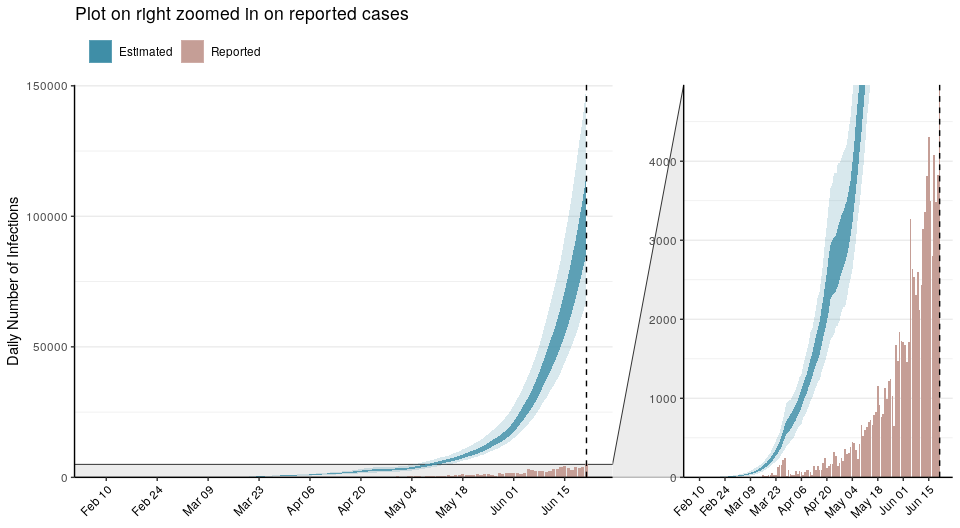 Plot on right zoomed in on reported cases
Estimated Reported
Daily Number of Infections
150000
100000
50000
0
Feb 10 Feb 24 Mar 09 Mar 23 Apr 06 Apr 20 May 04 May 18 Jun 01 Jun 15
4000
3000
2000
1000
0
Feb 10 Feb 24 Mar 09 Mar 23 Apr 06 Apr 20 May 04 May 18 Jun 01 Jun 15